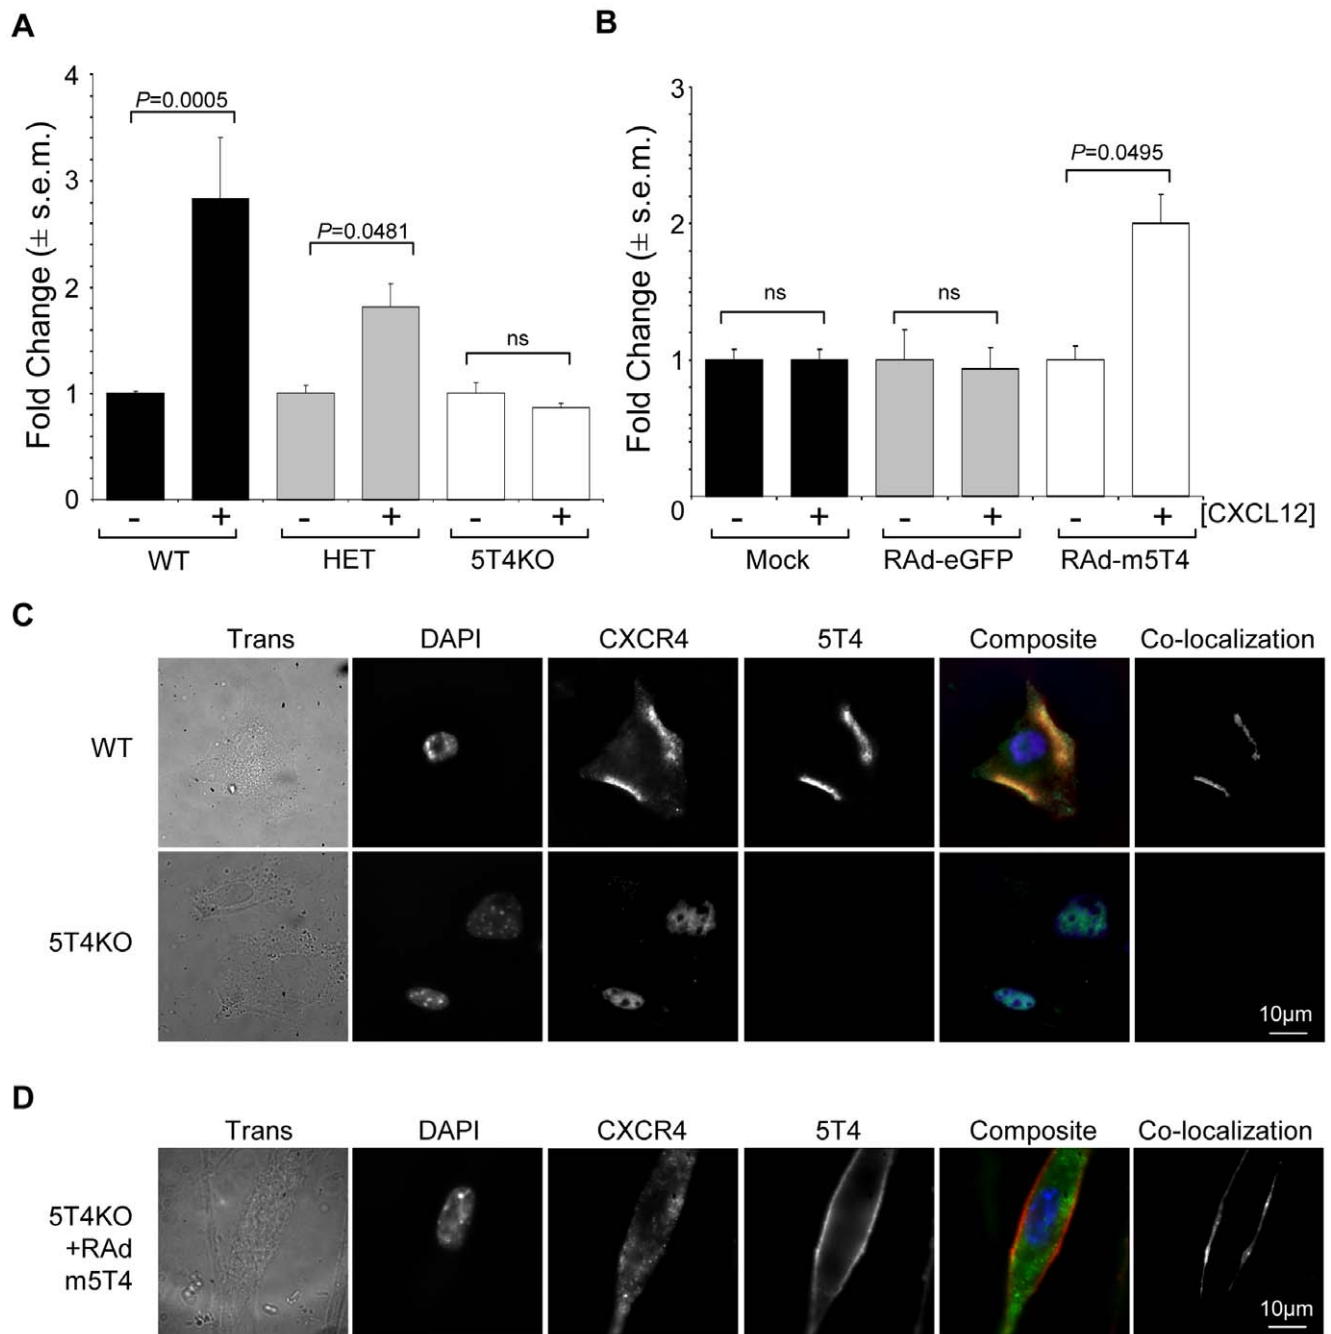 A
B
4
3
2
1
0
Fold Change (± s.e.m.)
P=0.0005
P=0.0481
ns
- + - + - +
WT HET 5T4KO
3
2
1
0
Fold Change (± s.e.m.)
ns
ns
P=0.0495
- + - + - + [CXCL12]
Mock RAd-eGFP RAd-m5T4
C
Trans DAPI CXCR4 5T4 Composite Co-localization
WT
5T4KO
10µm
D
Trans DAPI CXCR4 5T4 Composite Co-localization
5T4KO
+RAd
m5T4
10µm